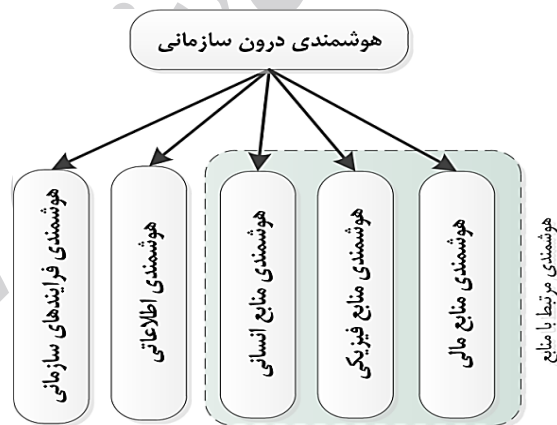 هوشمندی درون سازمانی
هوشمندی مرتبط با منابع
هوشمندی منابع مالی
هوشمندی منابع فیزیکی
هوشمندی منابع انسانی
هوشمندی اطلاعاتی
هوشمندی فرایندهای سازمانی